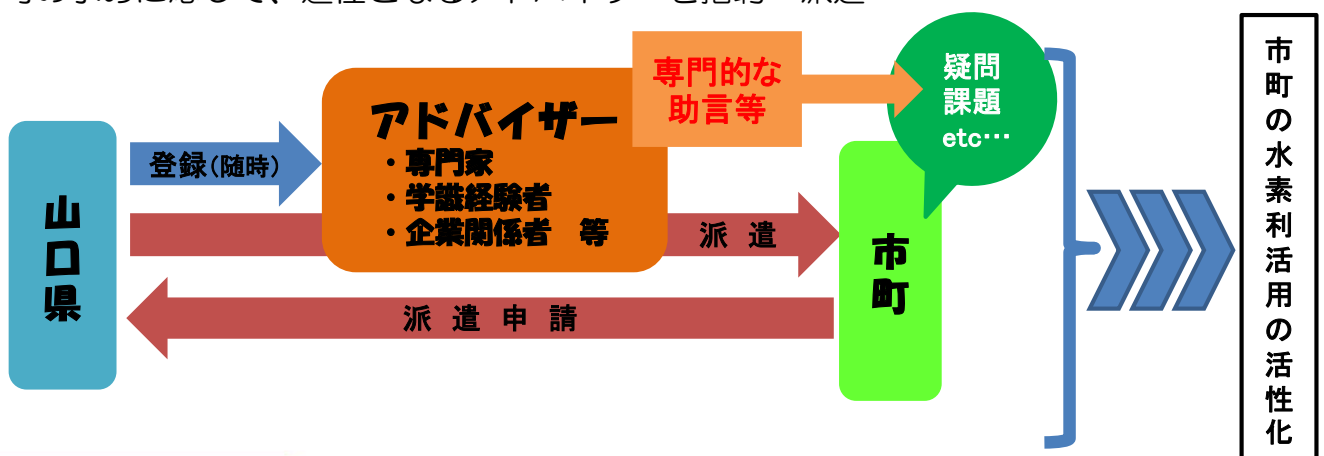 山口県
登録(随時)
アドバイザー
・専門家
・学識経験者
・企業関係者 等
専門的な
助言等
疑問
課題
etc…
派 遣
派 遣 申 請
市町
市町の水素利活用の活性化